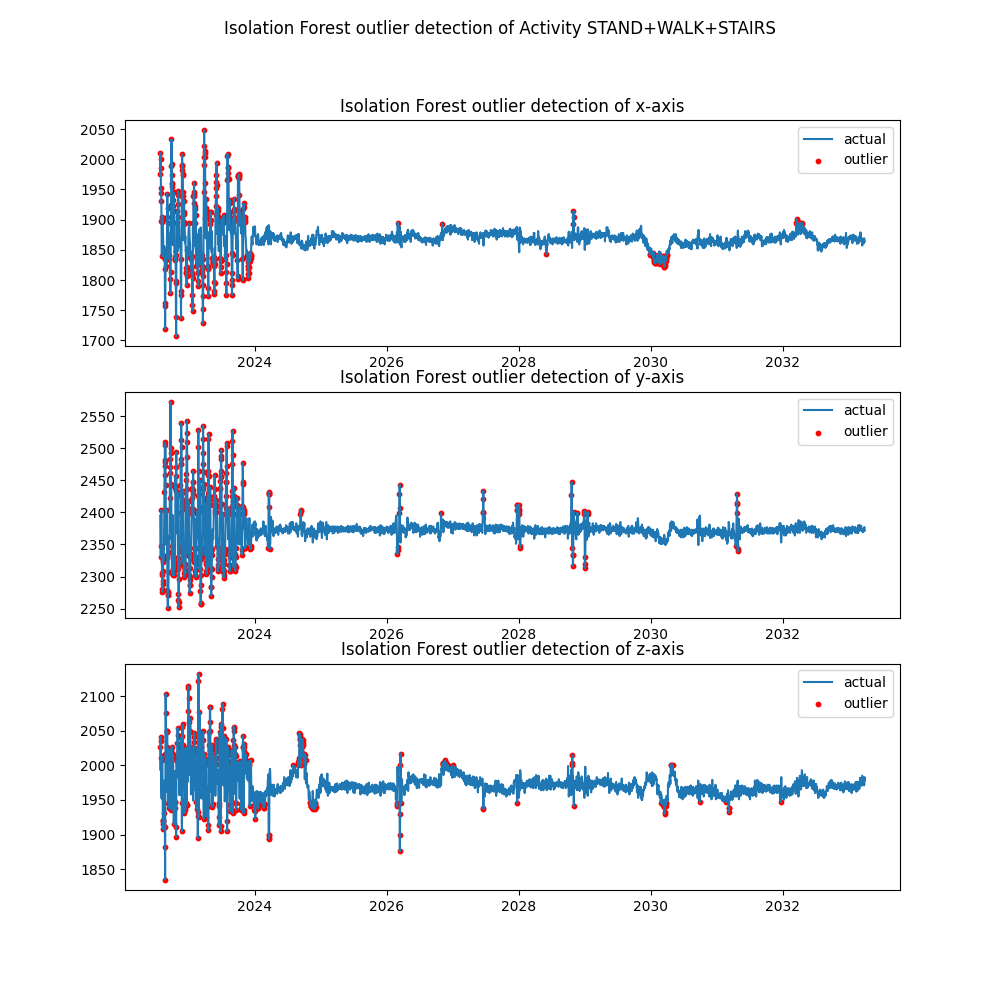 Isolation Forest outlier detection of Activity STAND+WALK+STAIRS
Isolation Forest outlier detection of x-axis
2050
2000
1950
1900
1850
1800
1750
1700
actual
outlier
2024 2026 2028 2030 2032
Isolation Forest outlier detection of y-axis
2550
2500
2450
2400
2350
2300
2250
actual
outlier
2024 2026 2028 2030 2032
Isolation Forest outlier detection of z-axis
2100
2050
2000
1950
1900
1850
actual
outlier
2024 2026 2028 2030 2032